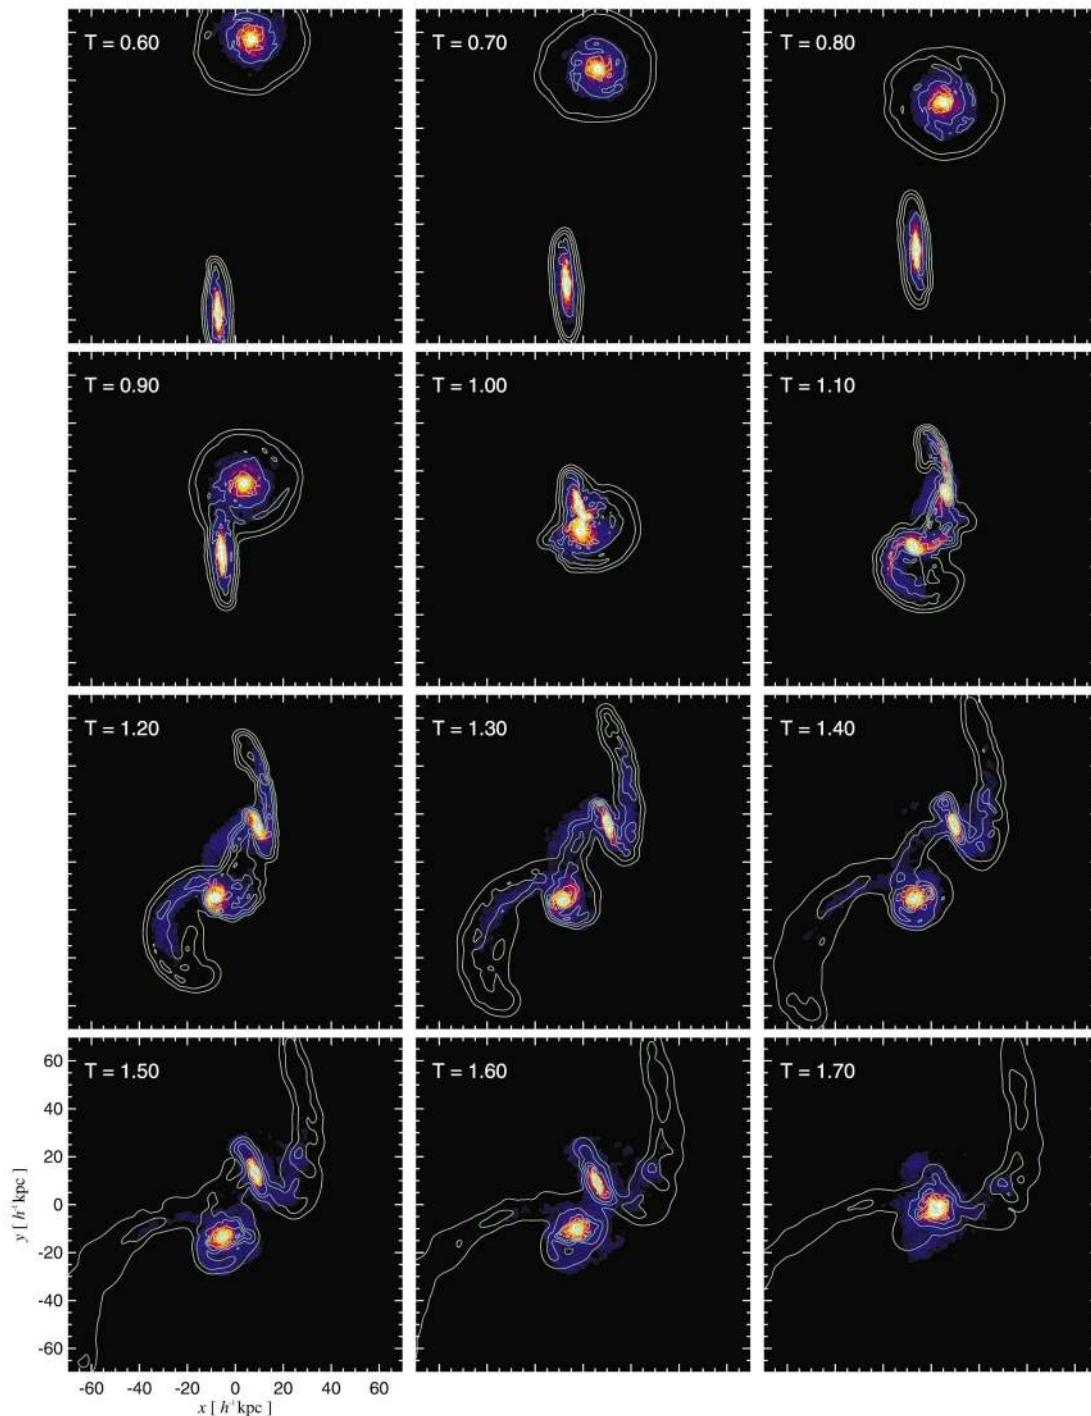 T = 0.60
T = 0.70
T = 0.80
T = 0.90
T = 1.00
T = 1.10
T = 1.20
T = 1.30
T = 1.40
T = 1.50
T = 1.60
T = 1.70
60
40
20
0
-20
-40
-60
y [ h⁻¹kpc ]
-60 -40 -20 0 20 40 60
x [ h⁻¹kpc ]